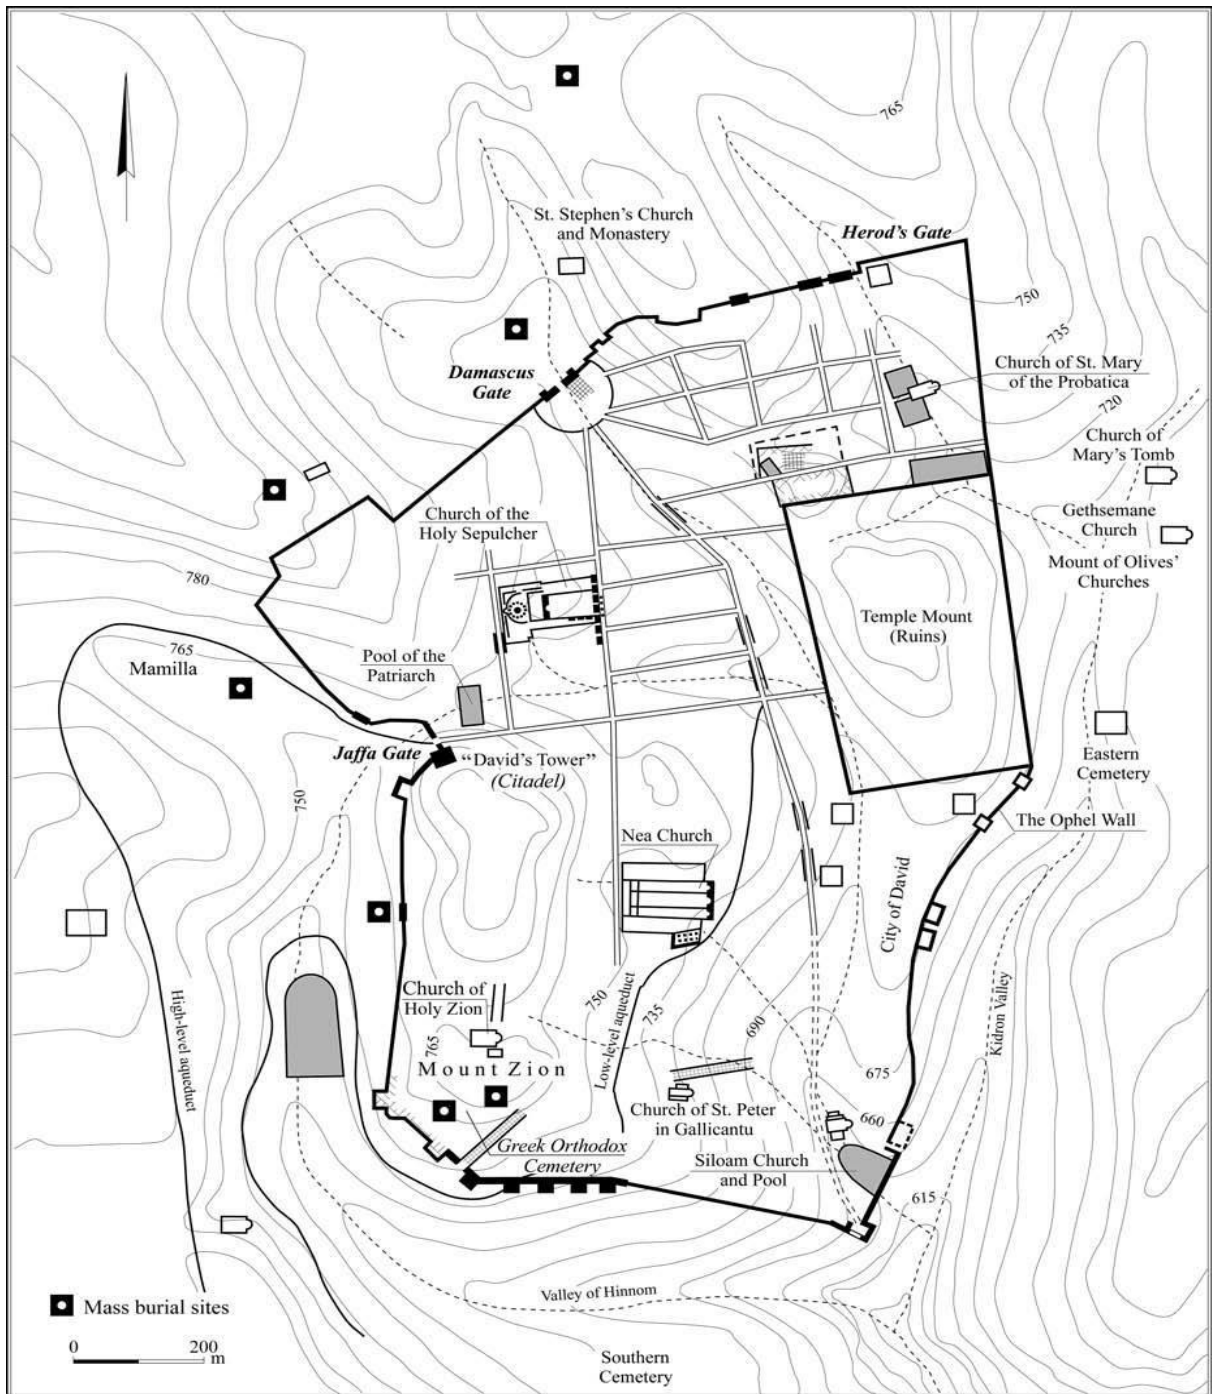 765
St. Stephen's Church
and Monastery
Herod's Gate
750
735
Damascus
Gate
Church of St. Mary
of the Probatica
720
Church of
Mary's Tomb
Church of the
Holy Sepulcher
Gethsemane
Church
Mount of Olives'
Churches
780
Temple Mount
(Ruins)
765
Mamilla
Pool of the
Patriarch
Jaffa Gate
"David's Tower"
(Citadel)
Eastern
Cemetery
750
The Ophel Wall
Nea Church
City of David
Church of
Holy Zion
750
735
690
Low-level aqueduct
High-level aqueduct
Kidron Valley
765
Mount Zion
675
660
Church of St. Peter
in Gallicantu
Greek Orthodox
Cemetery
Siloam Church
and Pool
615
Valley of Hinnom
Mass burial sites
0 200
m
Southern
Cemetery